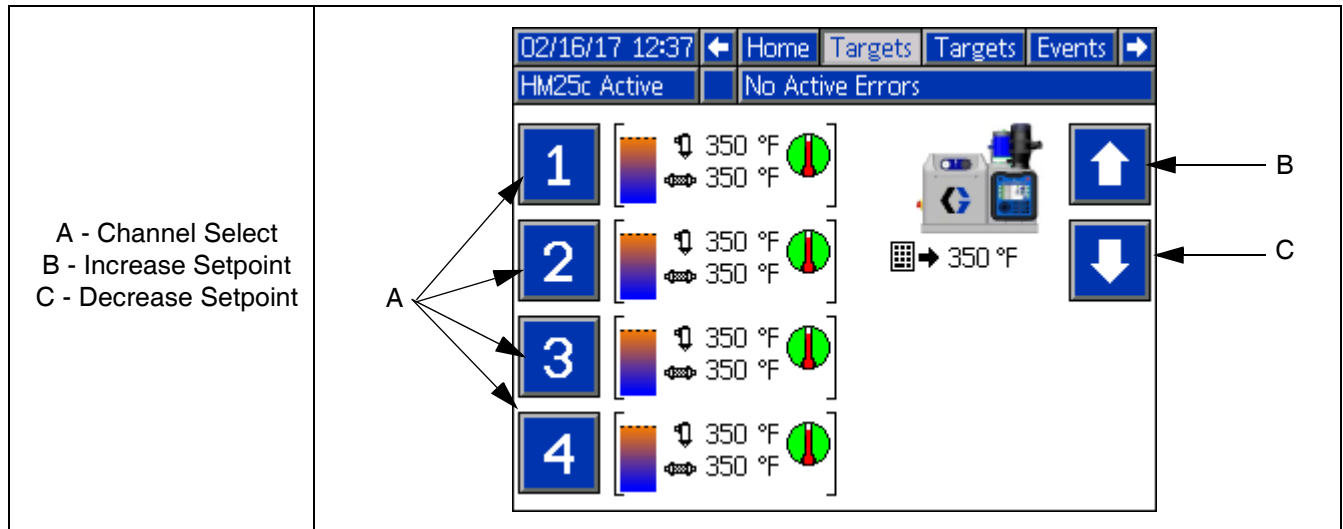 A - Channel Select
B - Increase Setpoint
C - Decrease Setpoint
02/16/17 12:37 Home Targets Targets Events
HM25c Active No Active Errors
1 350 °F
350 °F
2 350 °F
350 °F
3 350 °F
350 °F
4 350 °F
350 °F
350 °F
A
B
C